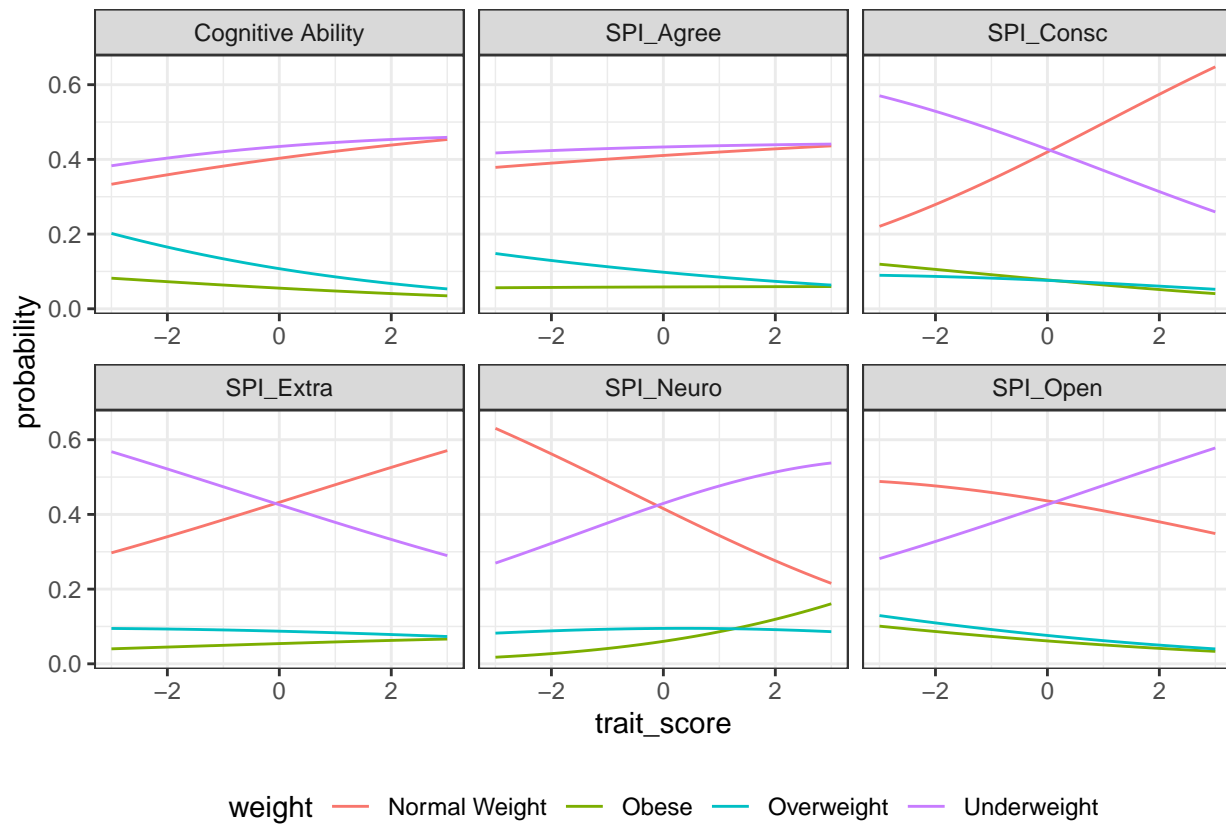 Cognitive Ability SPI_Agree SPI_Consc
0.6
0.4
0.2
0.0
−2 0 2 −2 0 2 −2 0 2
probability
SPI_Extra SPI_Neuro SPI_Open
0.6
0.4
0.2
0.0
−2 0 2 −2 0 2 −2 0 2
trait_score
weight Normal Weight Obese Overweight Underweight